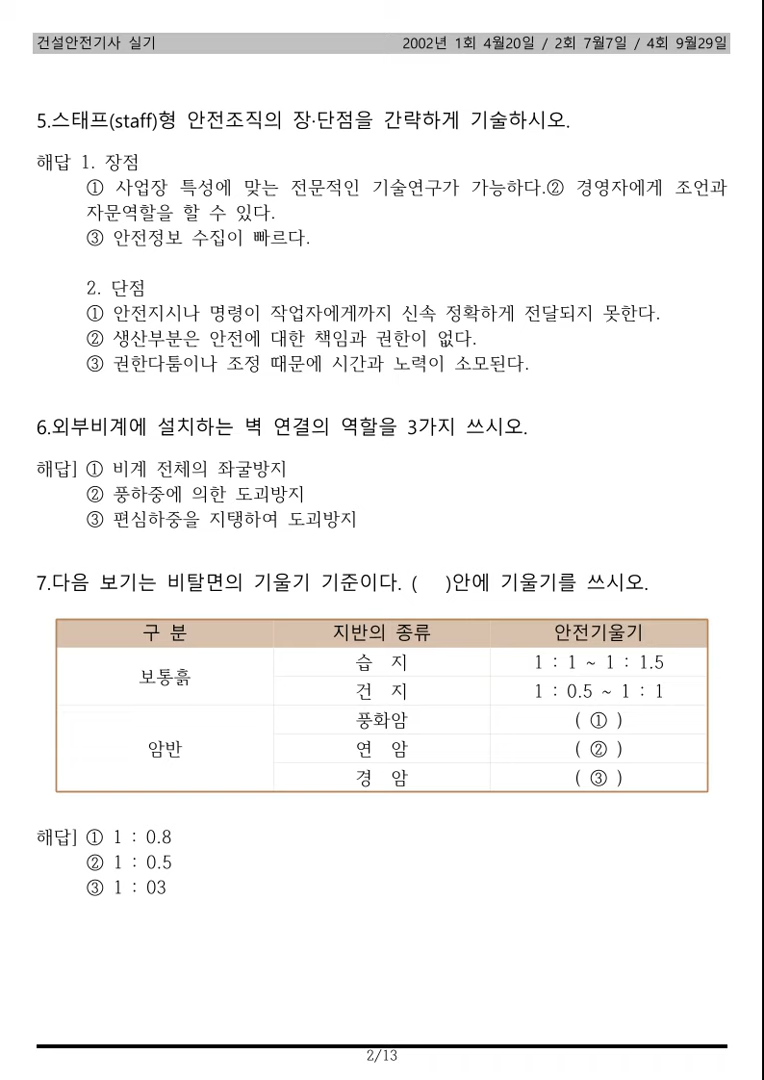 건설안전기사 실기 2002년 1회 4월20일 / 2회 7월7일 / 4회 9월29일
5.스태프(staff)형 안전조직의 장·단점을 간략하게 기술하시오.
해답 1. 장점
① 사업장 특성에 맞는 전문적인 기술연구가 가능하다.② 경영자에게 조언과
자문역할을 할 수 있다.
③ 안전정보 수집이 빠르다.
2. 단점
① 안전지시나 명령이 작업자에게까지 신속 정확하게 전달되지 못한다.
② 생산부분은 안전에 대한 책임과 권한이 없다.
③ 권한다툼이나 조정 때문에 시간과 노력이 소모된다.
6.외부비계에 설치하는 벽 연결의 역할을 3가지 쓰시오.
해답] ① 비계 전체의 좌굴방지
② 풍하중에 의한 도괴방지
③ 편심하중을 지탱하여 도괴방지
7.다음 보기는 비탈면의 기울기 기준이다. ( )안에 기울기를 쓰시오.
구 분 지반의 종류 안전기울기
보통흙 습 지 1 : 1 ~ 1 : 1.5
건 지 1 : 0.5 ~ 1 : 1
암반 풍화암 ( ① )
연 암 ( ② )
경 암 ( ③ )
해답] ① 1 : 0.8
② 1 : 0.5
③ 1 : 03
2/13